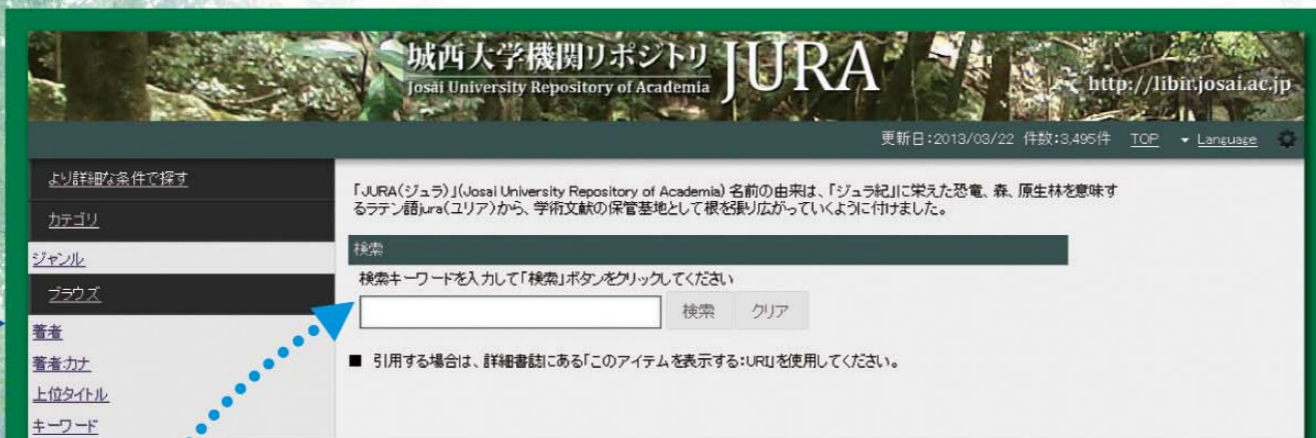 城西大学機関リポジトリ
Josai University Repository of Academia
JURA
http://libir.josai.ac.jp
更新日:2013/03/22 件数:3,495件 TOP ▼ Language
より詳細な条件で探す
カテゴリ
ジャンル
ブラウズ
著者
著者:カナ
上位タイトル
キーワード
「JURA(ジュラ)」(Josai University Repository of Academia) 名前の由来は、「ジュラ紀」に栄えた恐竜、森、原生林を意味す
るラテン語jura(ユリア)から、学術文献の保管基地として根を張り広がっていくように付けました。
検索
検索キーワードを入力して「検索」ボタンをクリックしてください
検索 クリア
■ 引用する場合は、詳細書誌にある「このアイテムを表示する:URI」を使用してください。